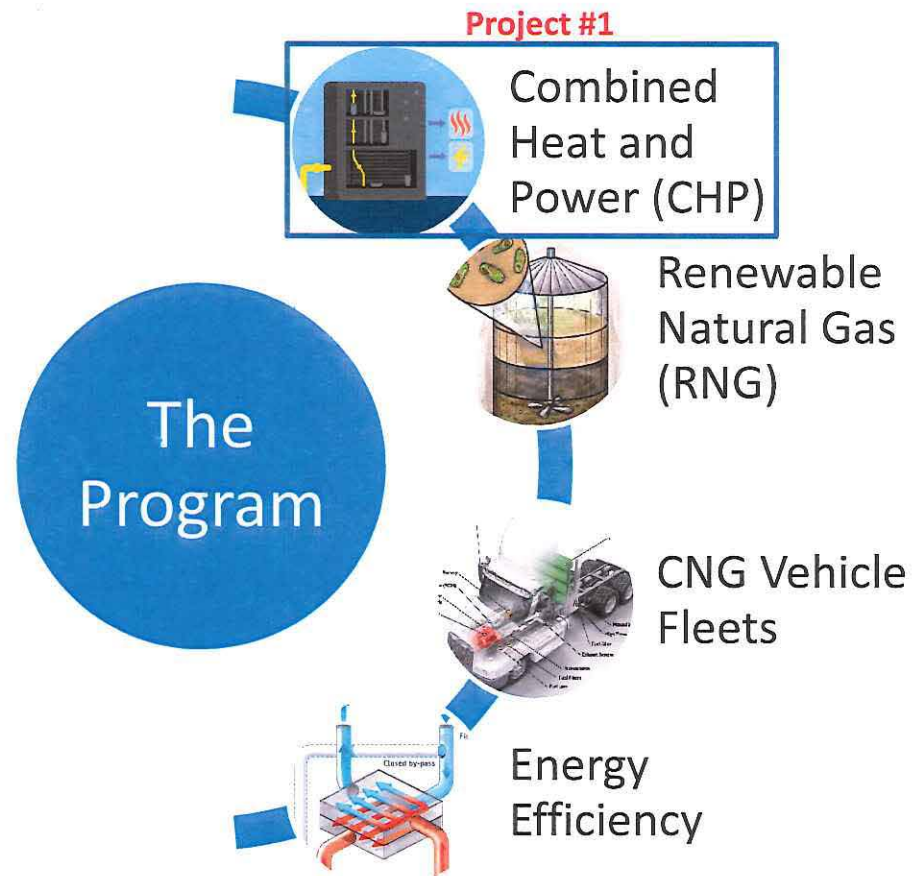 Project #1
Combined
Heat and
Power (CHP)
Renewable
Natural Gas
(RNG)
The
Program
CNG Vehicle
Fleets
Closed by-pass
Energy
Efficiency